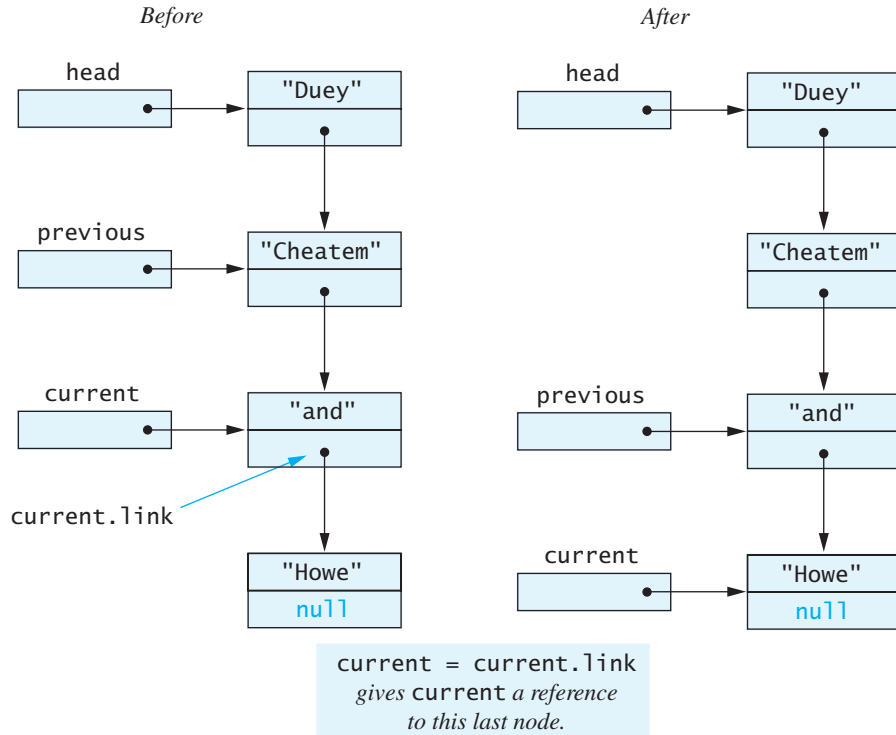 Before
After
head
"Duey"
head
"Duey"
previous
"Cheatem"
"Cheatem"
current
"and"
previous
"and"
current.link
"Howe"
null
current
"Howe"
null
current = current.link
gives current a reference
to this last node.